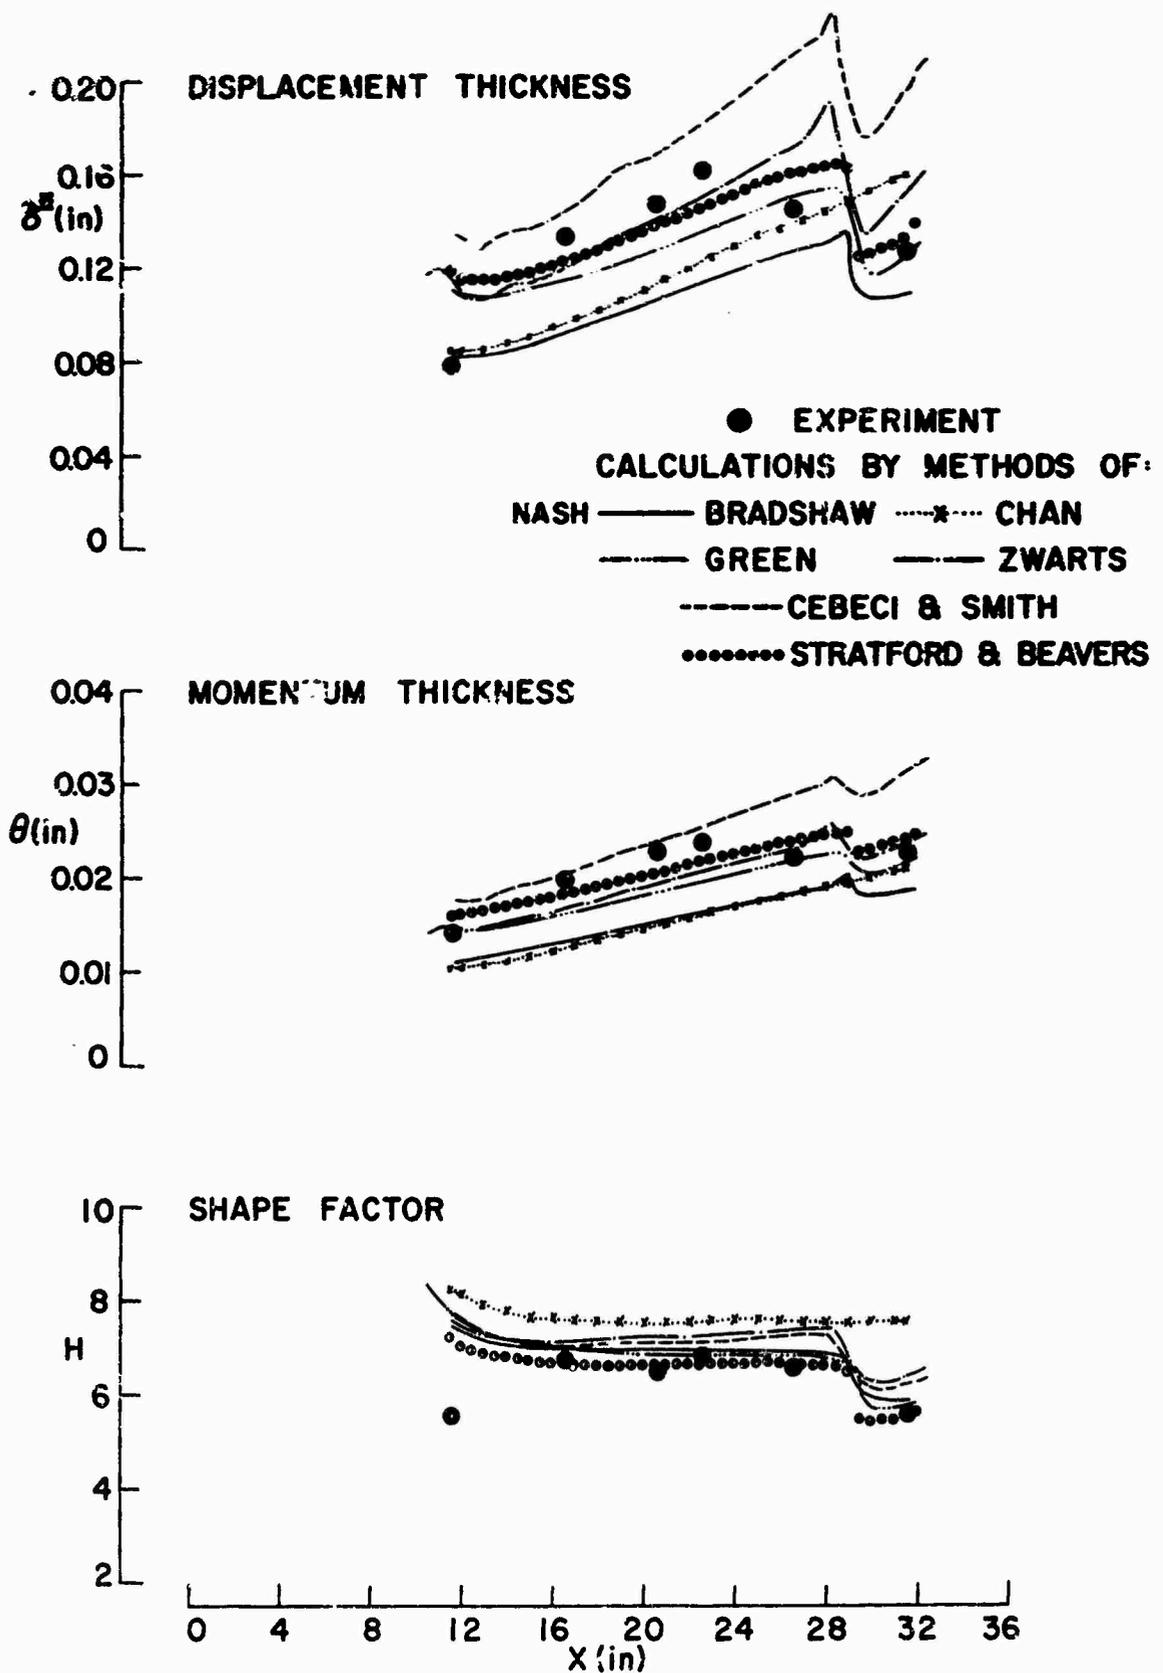 DISPLACEMENT THICKNESS
0.20
0.16
δ*(in)
0.12
0.08
0.04
0
EXPERIMENT
CALCULATIONS BY METHODS OF:
NASH BRADSHAW CHAN
GREEN ZWARTS
CEBECI & SMITH
STRATFORD & BEAVERS
MOMENTUM THICKNESS
0.04
0.03
θ(in)
0.02
0.01
0
SHAPE FACTOR
10
8
H
6
4
2
0 4 8 12 16 20 24 28 32 36
X (in)